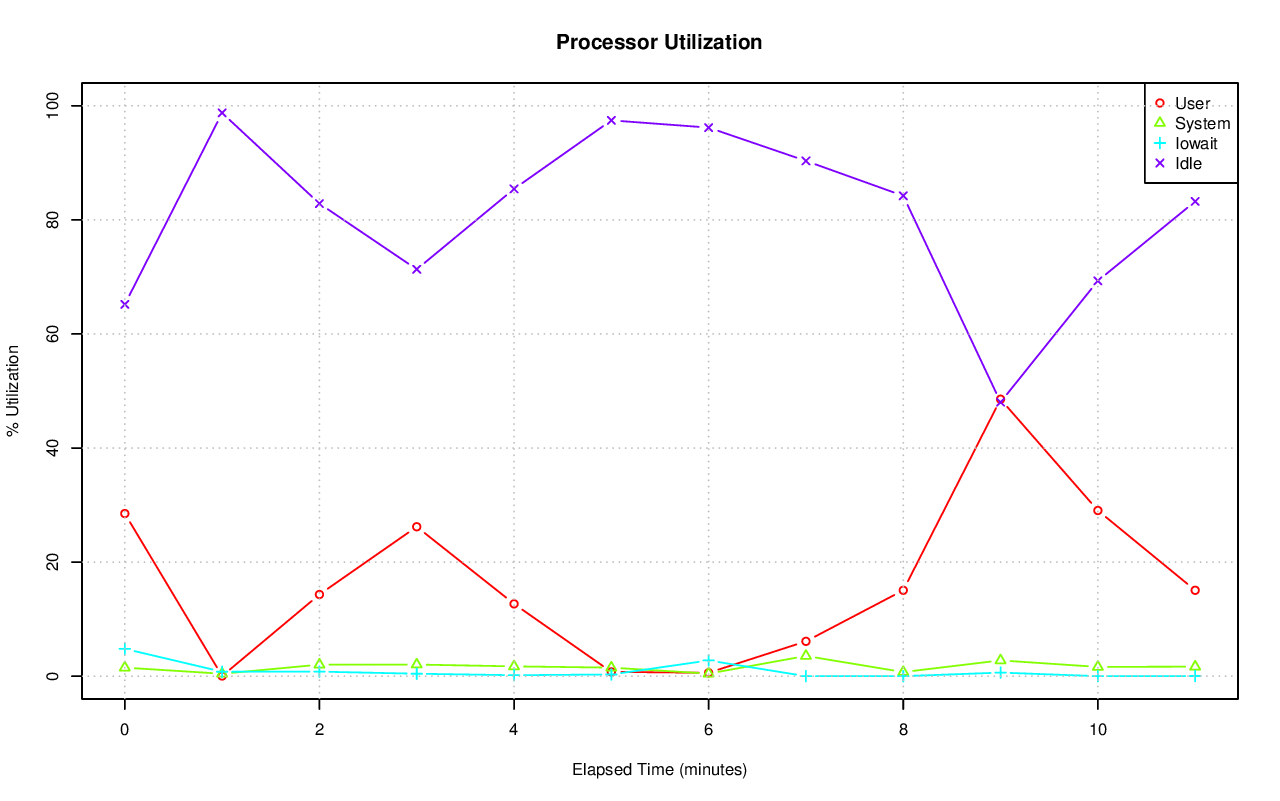 Processor Utilization
User
System
Iowait
Idle
100
80
60
40
20
0
% Utilization
0 2 4 6 8 10
Elapsed Time (minutes)